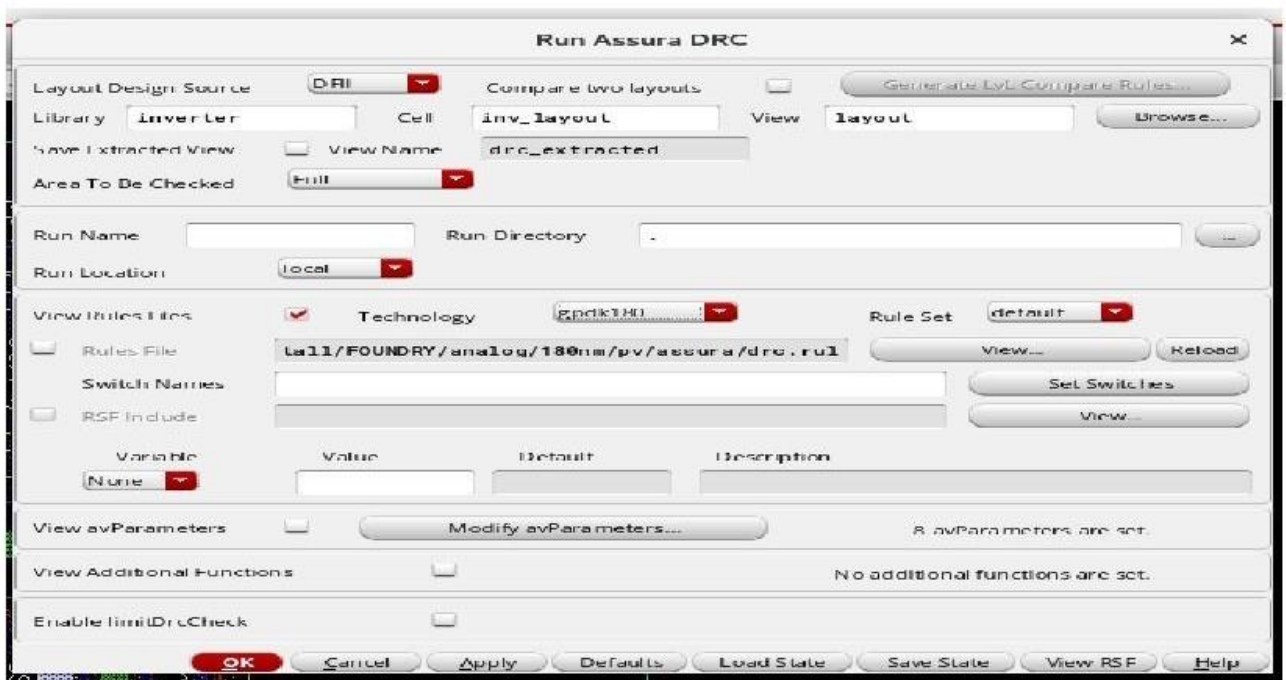 Run Assura DRC
Layout Design Source DFII Compare two layouts Generate LvL Compare Rules...
Library inverter Cell inv_layout View layout Browse...
Save Extracted View View Name drc_extracted
Area To Be Checked Full
Run Name Run Directory . ...
Run Location local
View Rules Files Technology gpdk180 Rule Set default
Rules File tall/FOUNDRY/analog/180nm/pv/assura/drc.rul View... Reload
Switch Names Set Switches
RSF Include View...
Variable Value Default Description
None
View avParameters Modify avParameters... 8 avParameters are set.
View Additional Functions No additional functions are set.
Enable limitDrcCheck
OK Cancel Apply Defaults Load State Save State View RSF Help